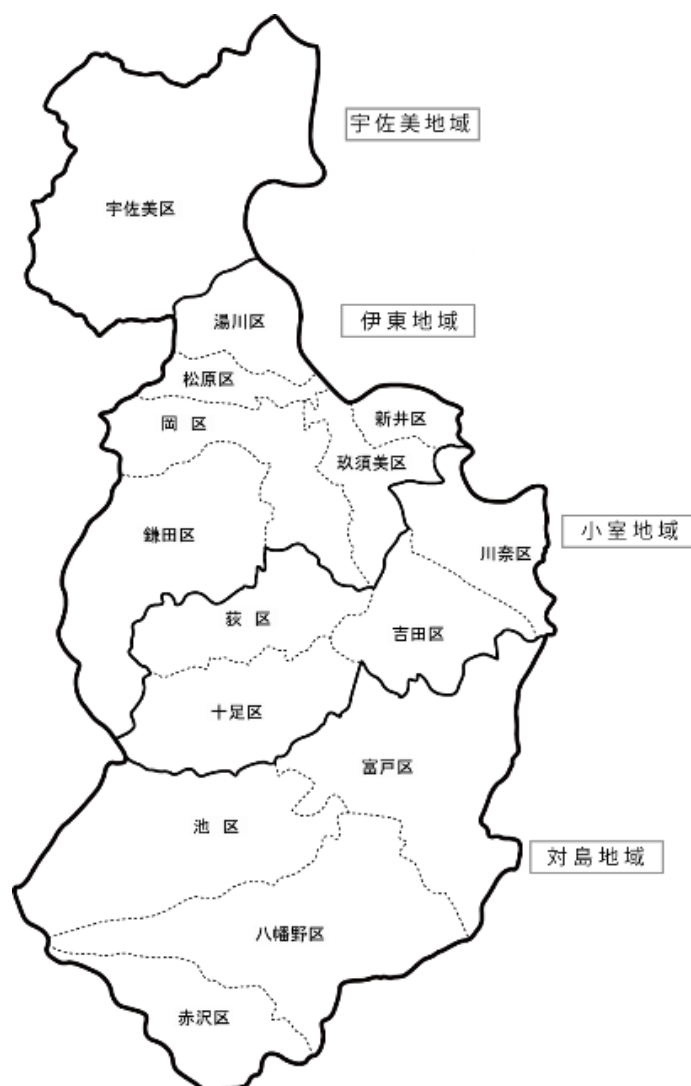 宇佐美地域
宇佐美区
湯川区
伊東地域
松原区
岡 区
新井区
玖須美区
鎌田区
川奈区
小室地域
荻 区
吉田区
十足区
富戸区
池 区
対島地域
八幡野区
赤沢区